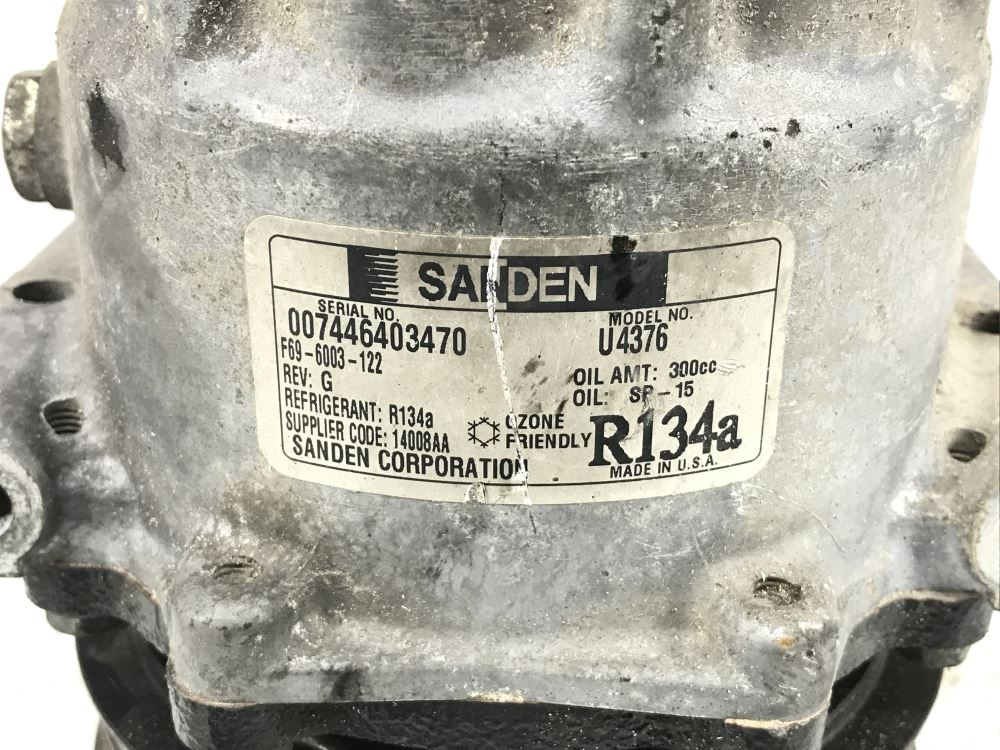 SANDEN
SERIAL NO.
007446403470
MODEL NO.
U4376
F69-6003-122
REV: G
REFRIGERANT: R134a
SUPPLIER CODE: 14008AA
SANDEN CORPORATION
OIL AMT: 300cc
OIL: SP-15
OZONE
FRIENDLY
R134a
MADE IN U.S.A.